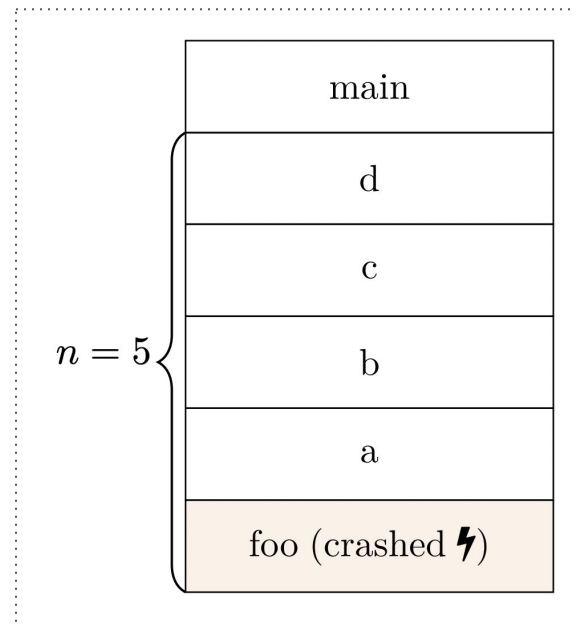 main
d
c
n = 5
b
a
foo (crashed ⚡)